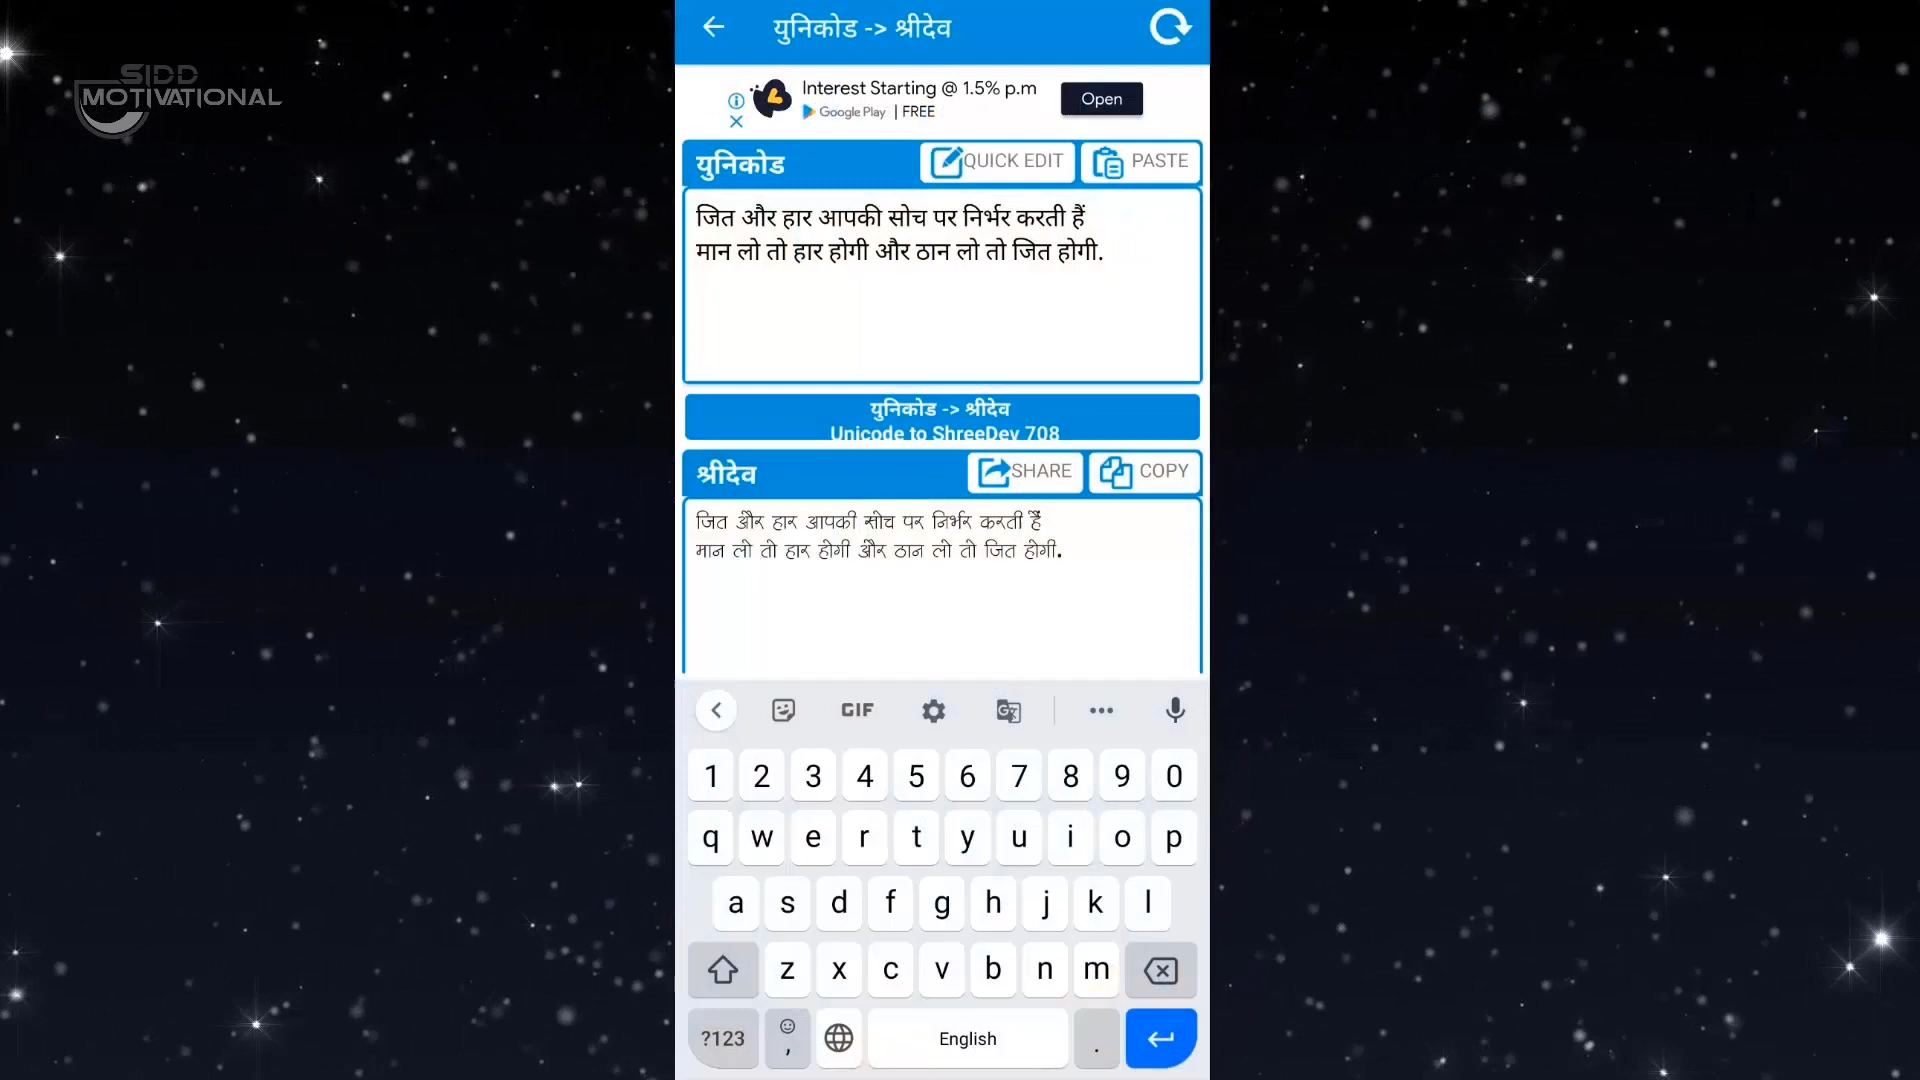 SIDD
MOTIVATIONAL
युनिकोड -> श्रीदेव
Interest Starting @ 1.5% p.m
Google Play | FREE
Open
युनिकोड
QUICK EDIT
PASTE
जित और हार आपकी सोच पर निर्भर करती हैं
मान लो तो हार होगी और ठान लो तो जित होगी.
युनिकोड -> श्रीदेव
Unicode to ShreeDev 708
श्रीदेव
SHARE
COPY
जित और हार आपकी सोच पर निर्भर करती हैं
मान लो तो हार होगी और ठान लो तो जित होगी.
GIF
1 2 3 4 5 6 7 8 9 0
q w e r t y u i o p
a s d f g h j k l
z x c v b n m
?123 , English .